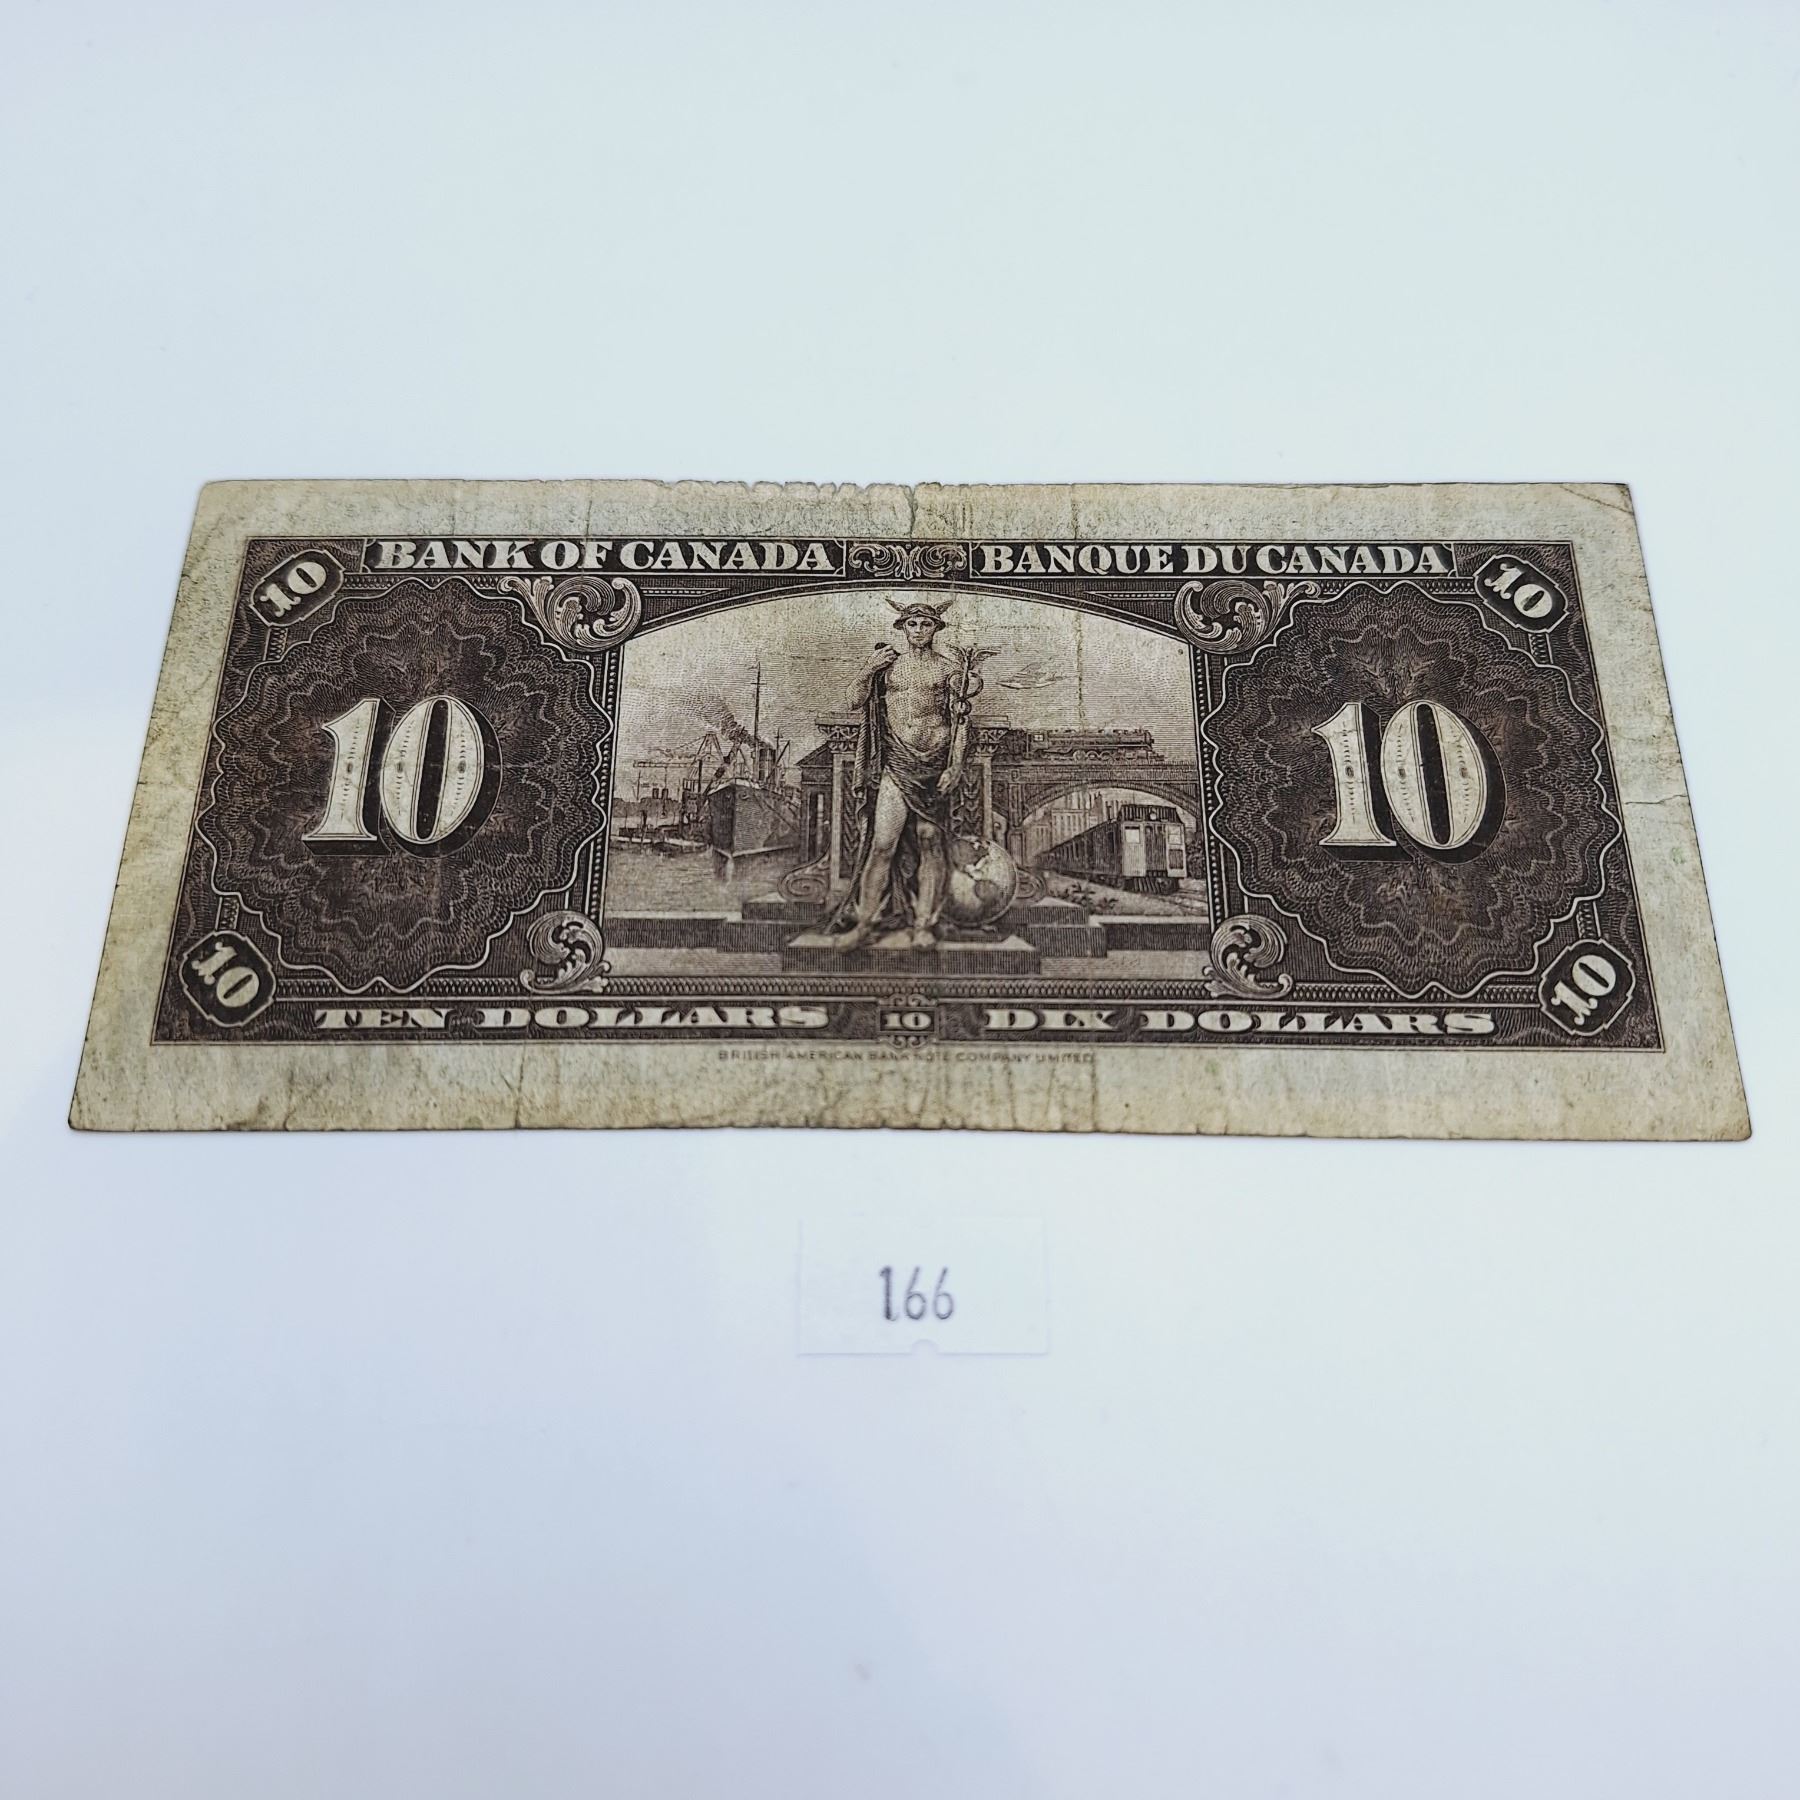 BANK OF CANADA BANQUE DU CANADA
10 10
10 10
10 10
TEN DOLLARS 10 DIX DOLLARS
BRITISH AMERICAN BANK NOTE COMPANY LIMITED
166